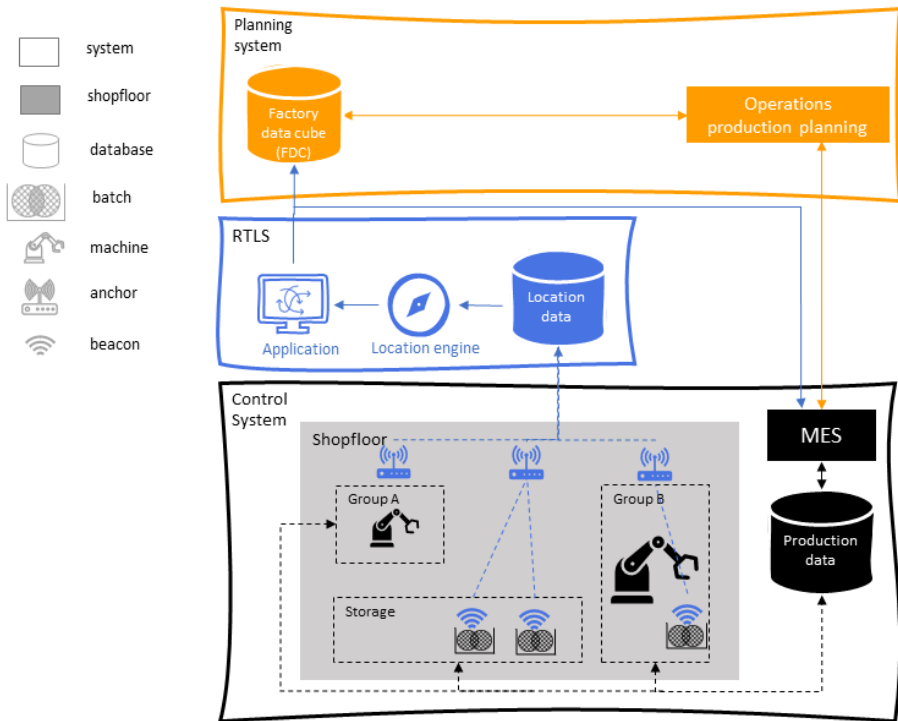 system
shopfloor
database
batch
machine
anchor
beacon
Planning
system
Factory
data cube
(FDC)
Operations
production planning
RTLS
Application
Location engine
Location
data
Control
System
Shopfloor
MES
Group A
Group B
Production
data
Storage